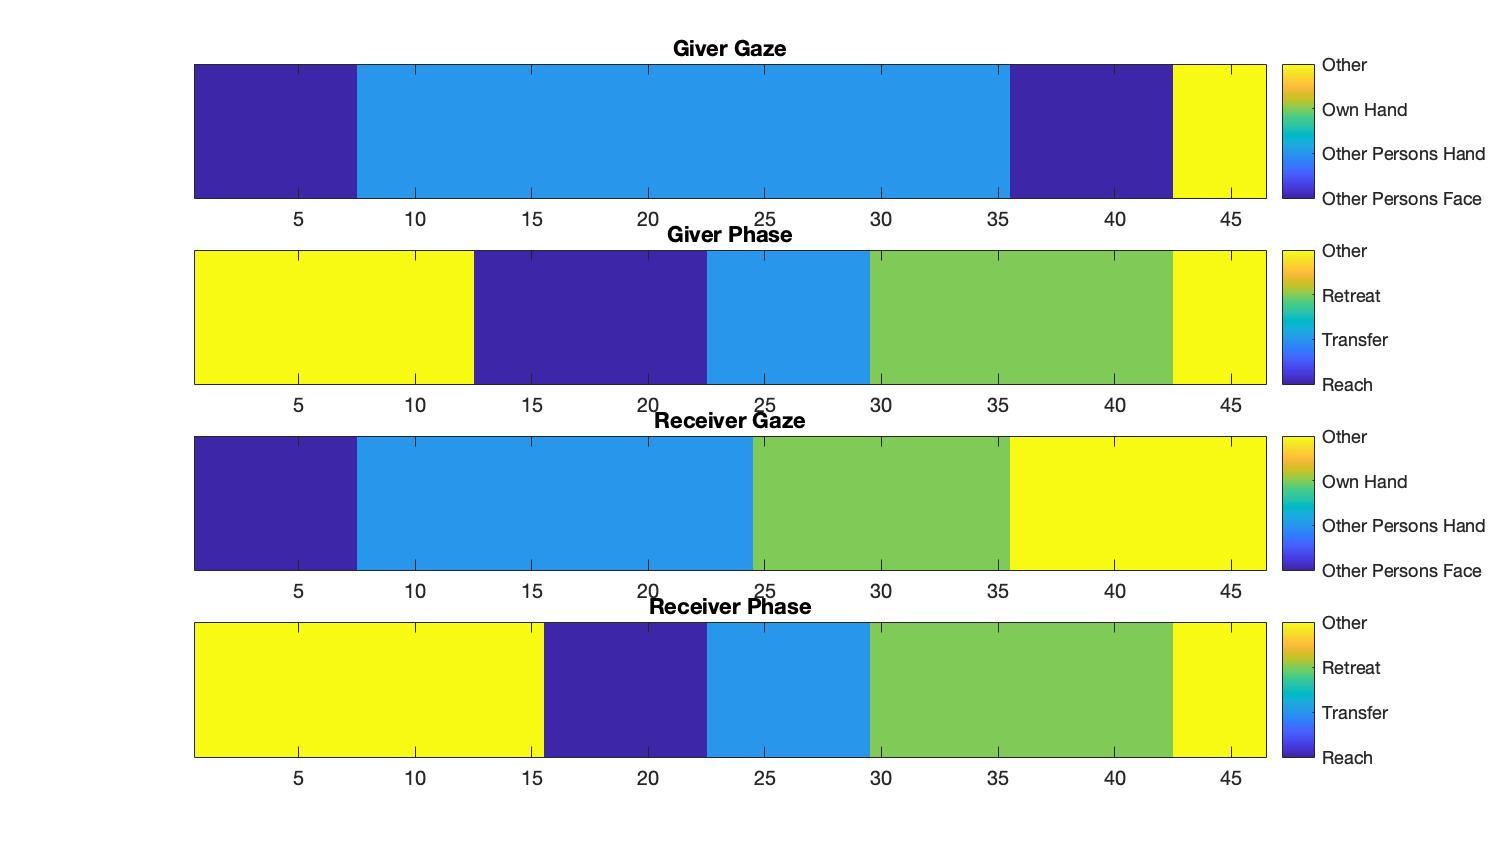 Giver Gaze
Other
Own Hand
Other Persons Hand
Other Persons Face
5 10 15 20 25 30 35 40 45
Giver Phase
Other
Retreat
Transfer
Reach
5 10 15 20 25 30 35 40 45
Receiver Gaze
Other
Own Hand
Other Persons Hand
Other Persons Face
5 10 15 20 25 30 35 40 45
Receiver Phase
Other
Retreat
Transfer
Reach
5 10 15 20 25 30 35 40 45